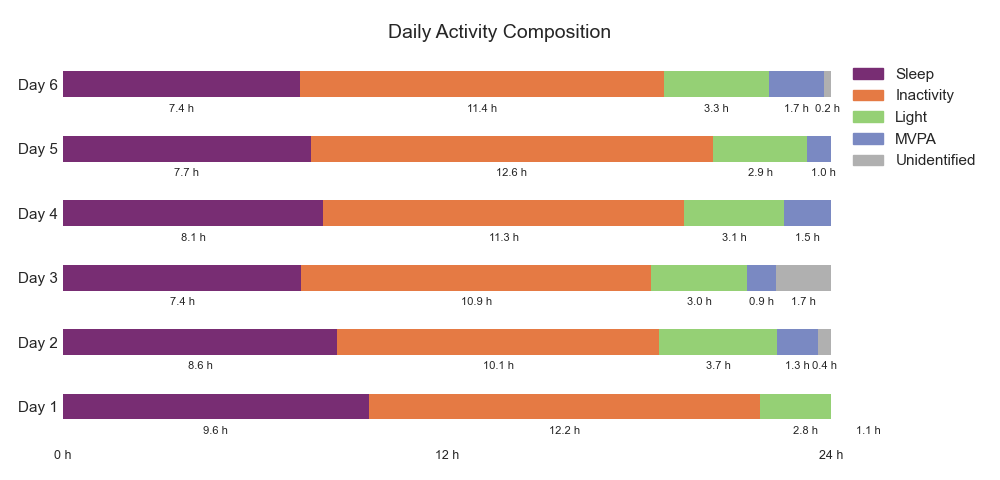 Daily Activity Composition
Day 6
7.4 h 11.4 h 3.3 h 1.7 h 0.2 h
Day 5
7.7 h 12.6 h 2.9 h 1.0 h
Day 4
8.1 h 11.3 h 3.1 h 1.5 h
Day 3
7.4 h 10.9 h 3.0 h 0.9 h 1.7 h
Day 2
8.6 h 10.1 h 3.7 h 1.3 h 0.4 h
Day 1
9.6 h 12.2 h 2.8 h 1.1 h
0 h 12 h 24 h
Sleep
Inactivity
Light
MVPA
Unidentified